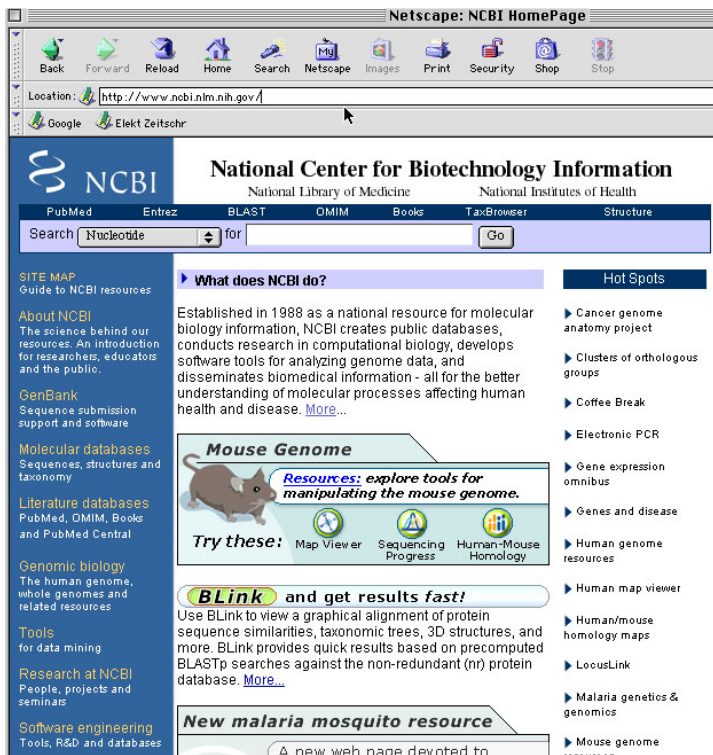 Netscape: NCBI HomePage
Back Forward Reload Home Search Netscape Images Print Security Shop Stop
My
Location: http://www.ncbi.nlm.nih.gov/
Google Elekt Zeitschr
NCBI
National Center for Biotechnology Information
National Library of Medicine National Institutes of Health
PubMed Entrez BLAST OMIM Books TaxBrowser Structure
Search Nucleotide for Go
SITE MAP
Guide to NCBI resources
About NCBI
The science behind our
resources. An introduction
for researchers, educators
and the public.
GenBank
Sequence submission
support and software
Molecular databases
Sequences, structures and
taxonomy
Literature databases
PubMed, OMIM, Books
and PubMed Central
Genomic biology
The human genome,
whole genomes and
related resources
Tools
for data mining
Research at NCBI
People, projects and
seminars
Software engineering
Tools, R&D and databases
What does NCBI do?
Established in 1988 as a national resource for molecular
biology information, NCBI creates public databases,
conducts research in computational biology, develops
software tools for analyzing genome data, and
disseminates biomedical information - all for the better
understanding of molecular processes affecting human
health and disease. More...
Mouse Genome
Resources: explore tools for
manipulating the mouse genome.
Try these: Map Viewer Sequencing Progress Human-Mouse Homology
BLink and get results fast!
Use BLink to view a graphical alignment of protein
sequence similarities, taxonomic trees, 3D structures, and
more. BLink provides quick results based on precomputed
BLASTp searches against the non-redundant (nr) protein
database. More...
New malaria mosquito resource
A new web page devoted to
Hot Spots
Cancer genome
anatomy project
Clusters of orthologous
groups
Coffee Break
Electronic PCR
Gene expression
omnibus
Genes and disease
Human genome
resources
Human map viewer
Human/mouse
homology maps
LocusLink
Malaria genetics &
genomics
Mouse genome